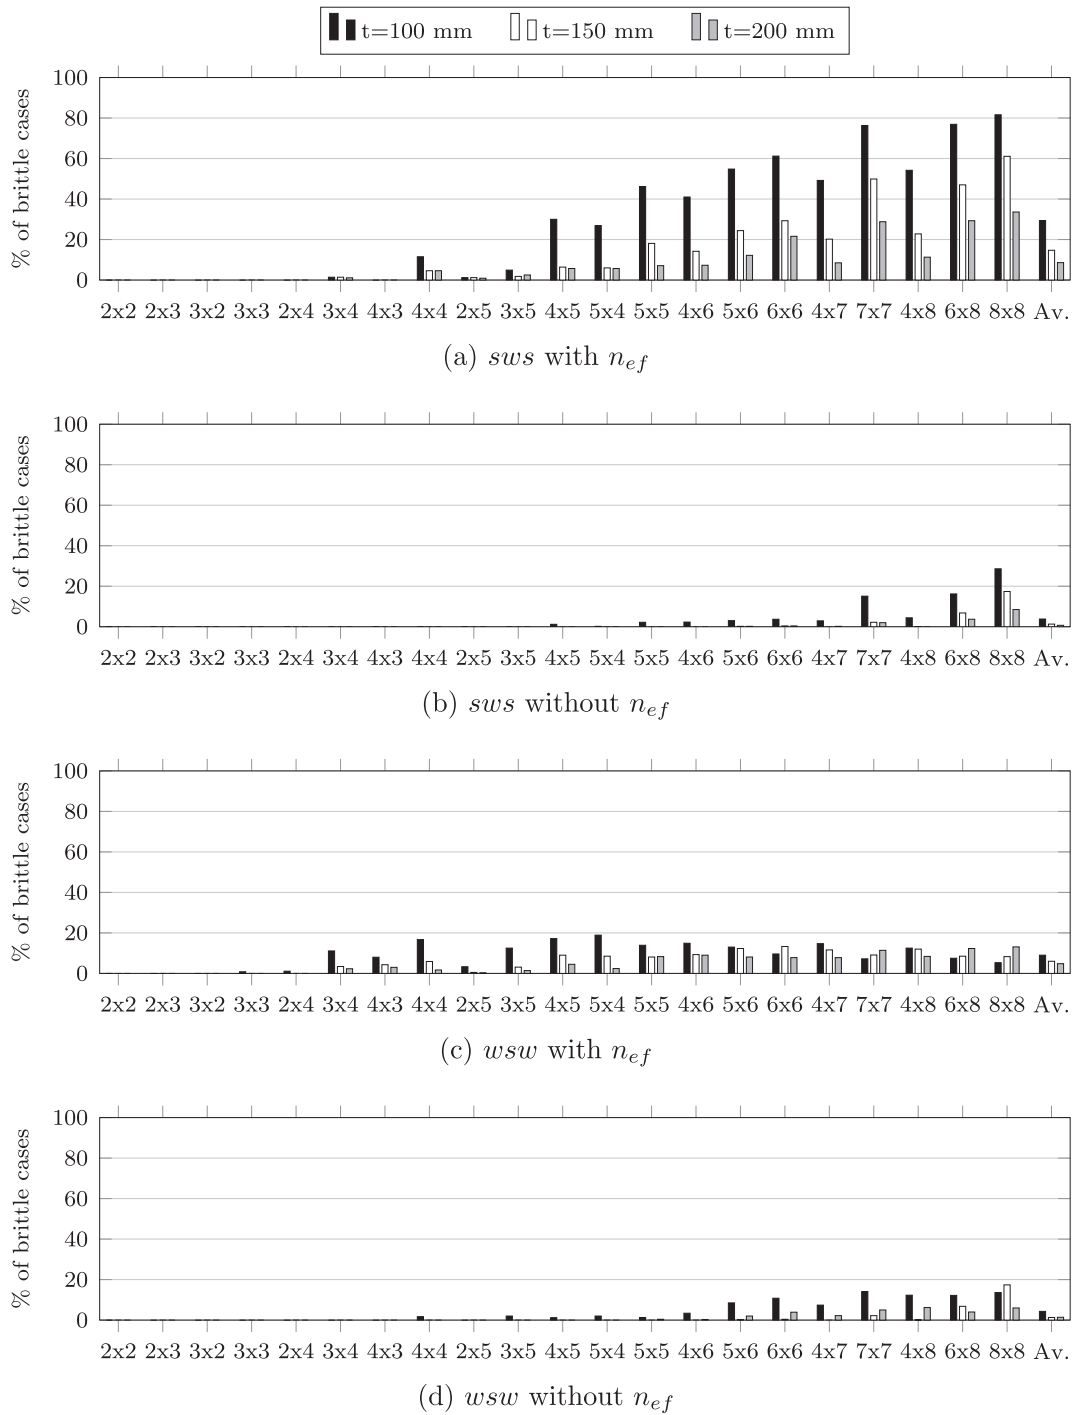 t=100 mm t=150 mm t=200 mm
100
80
60
40
20
0
% of brittle cases
2x2 2x3 3x2 3x3 2x4 3x4 4x3 4x4 2x5 3x5 4x5 5x4 5x5 4x6 5x6 6x6 4x7 7x7 4x8 6x8 8x8 Av.
(a) sws with nef
100
80
60
40
20
0
% of brittle cases
2x2 2x3 3x2 3x3 2x4 3x4 4x3 4x4 2x5 3x5 4x5 5x4 5x5 4x6 5x6 6x6 4x7 7x7 4x8 6x8 8x8 Av.
(b) sws without nef
100
80
60
40
20
0
% of brittle cases
2x2 2x3 3x2 3x3 2x4 3x4 4x3 4x4 2x5 3x5 4x5 5x4 5x5 4x6 5x6 6x6 4x7 7x7 4x8 6x8 8x8 Av.
(c) wsw with nef
100
80
60
40
20
0
% of brittle cases
2x2 2x3 3x2 3x3 2x4 3x4 4x3 4x4 2x5 3x5 4x5 5x4 5x5 4x6 5x6 6x6 4x7 7x7 4x8 6x8 8x8 Av.
(d) wsw without nef